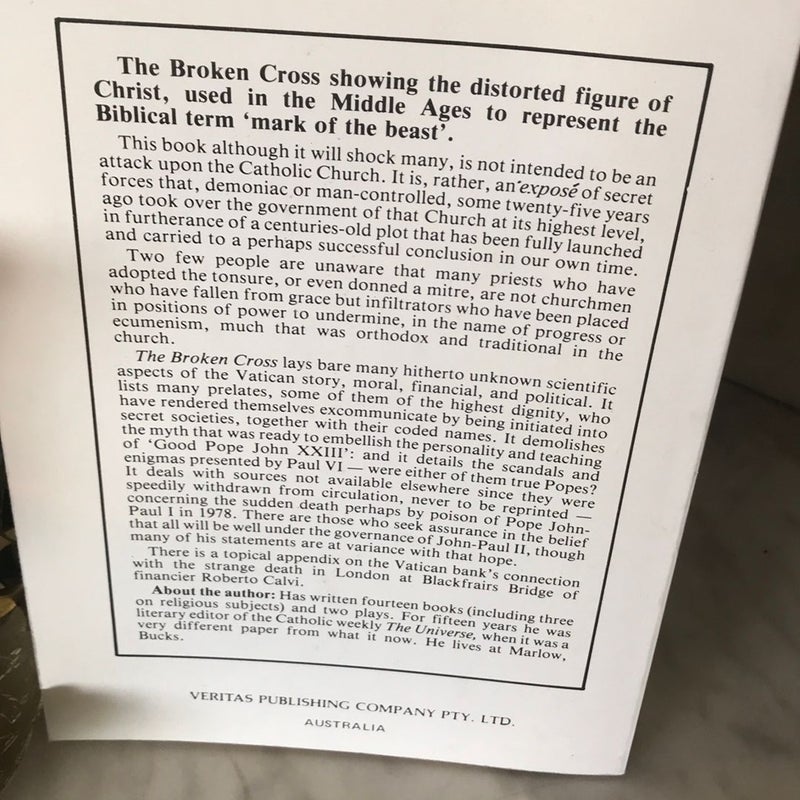 The Broken Cross showing the distorted figure of
Christ, used in the Middle Ages to represent the
Biblical term ‘mark of the beast’.
This book although it will shock many, is not intended to be an
attack upon the Catholic Church. It is, rather, an exposé of secret
forces that, demoniac or man-controlled, some twenty-five years
ago took over the government of that Church at its highest level,
in furtherance of a centuries-old plot that has been fully launched
and carried to a perhaps successful conclusion in our own time.
Two few people are unaware that many priests who have
adopted the tonsure, or even donned a mitre, are not churchmen
who have fallen from grace but infiltrators who have been placed
in positions of power to undermine, in the name of progress or
ecumenism, much that was orthodox and traditional in the
church.
The Broken Cross lays bare many hitherto unknown scientific
aspects of the Vatican story, moral, financial, and political. It
lists many prelates, some of them of the highest dignity, who
have rendered themselves excommunicate by being initiated into
secret societies, together with their coded names. It demolishes
the myth that was ready to embellish the personality and teaching
of ‘Good Pope John XXIII’: and it details the scandals and
enigmas presented by Paul VI — were either of them true Popes?
It deals with sources not available elsewhere since they were
speedily withdrawn from circulation, never to be reprinted —
concerning the sudden death perhaps by poison of Pope John-
Paul I in 1978. There are those who seek assurance in the belief
that all will be well under the governance of John-Paul II, though
many of his statements are at variance with that hope.
There is a topical appendix on the Vatican bank’s connection
with the strange death in London at Blackfrairs Bridge of
financier Roberto Calvi.
About the author: Has written fourteen books (including three
on religious subjects) and two plays. For fifteen years he was
literary editor of the Catholic weekly The Universe, when it was a
very different paper from what it now. He lives at Marlow,
Bucks.
VERITAS PUBLISHING COMPANY PTY. LTD.
AUSTRALIA